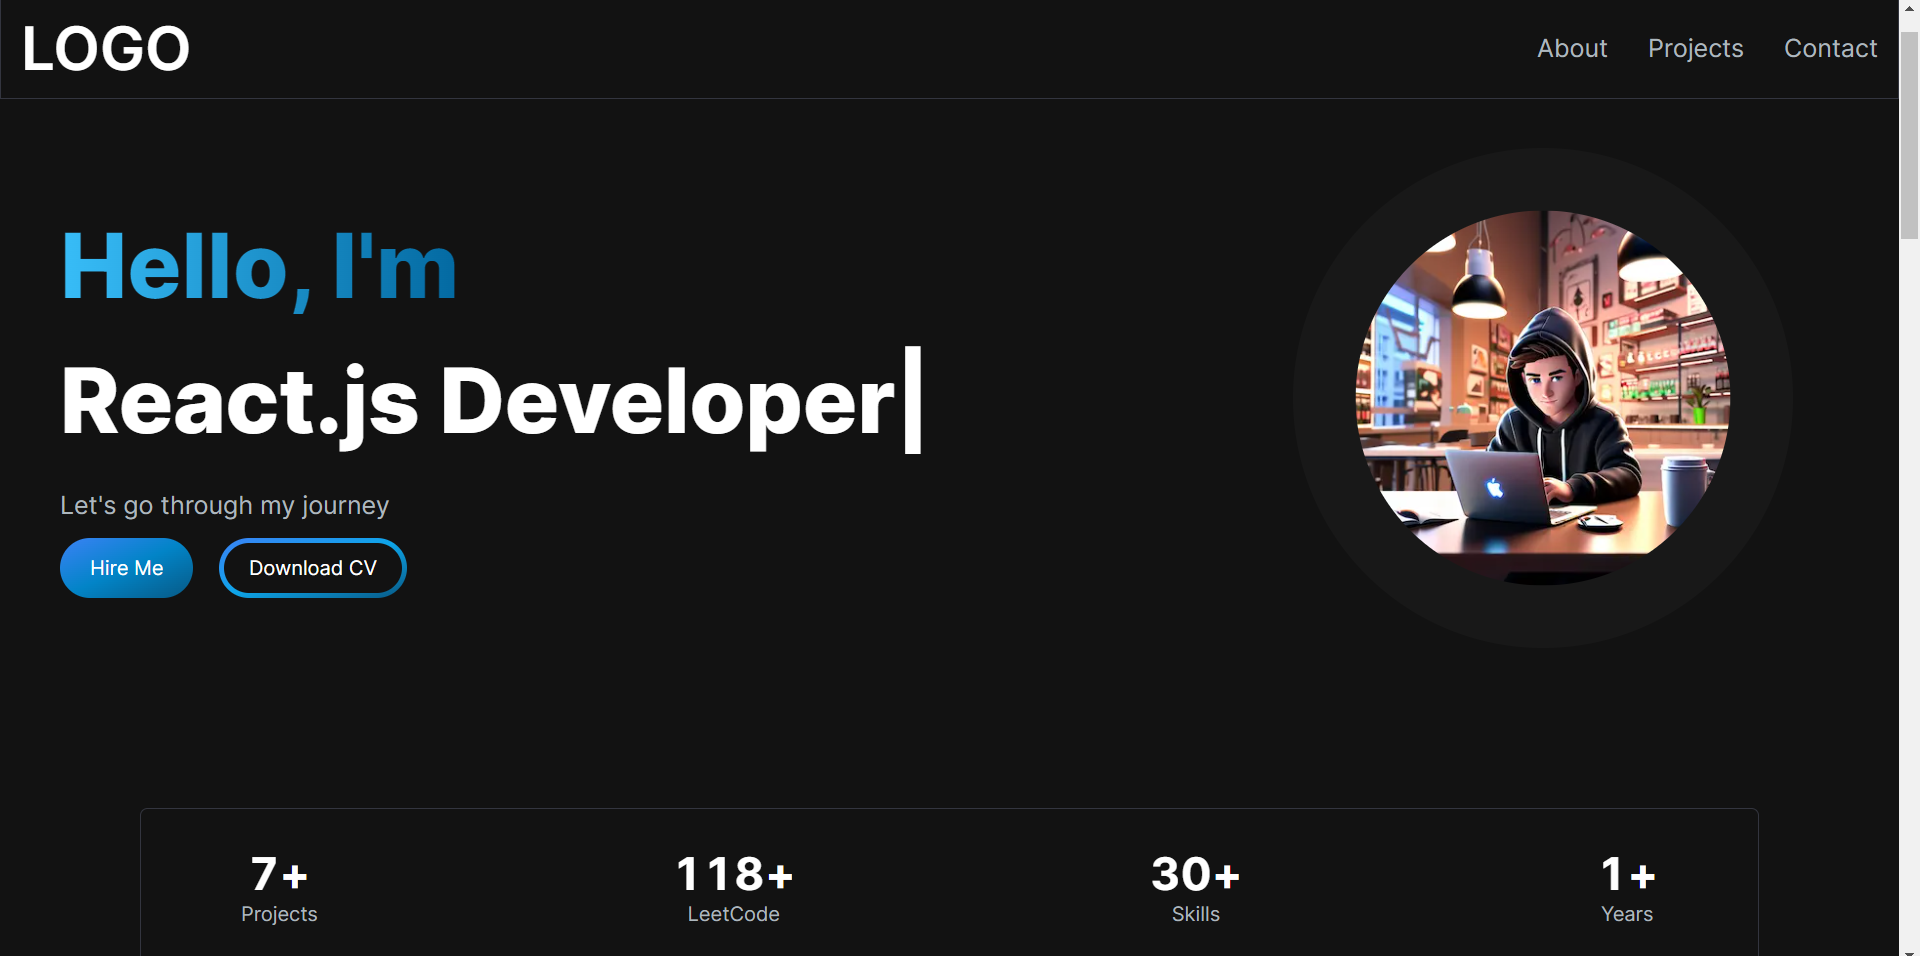 LOGO
About Projects Contact
Hello, I'm
React.js Developer|
Let's go through my journey
Hire Me Download CV
7+ 118+ 30+ 1+
Projects LeetCode Skills Years